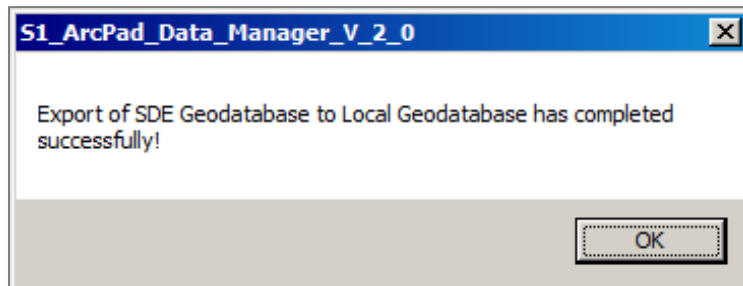 S1_ArcPad_Data_Manager_V_2_0
Export of SDE Geodatabase to Local Geodatabase has completed
successfully!
OK